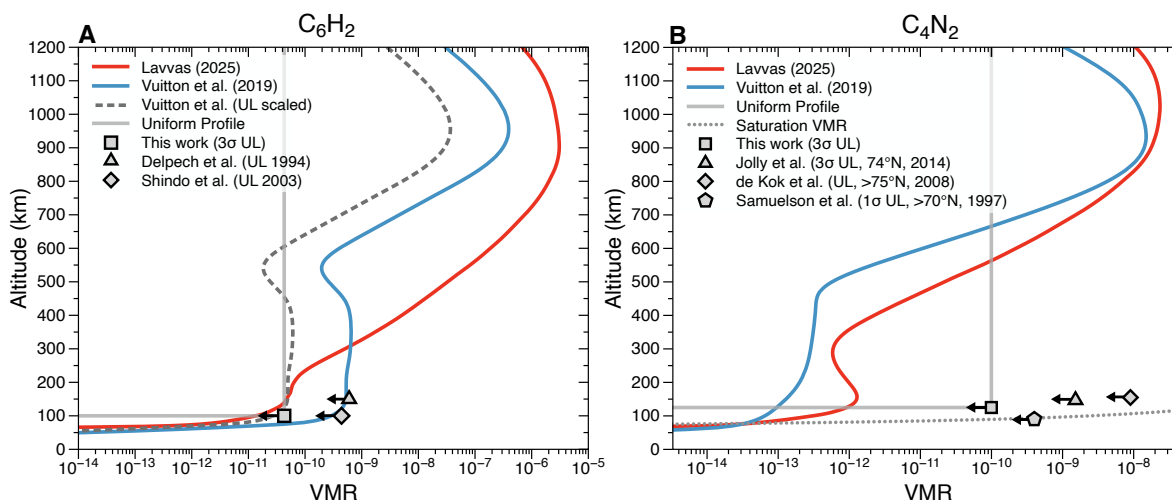 C₆H₂
A
Altitude (km)
1200
1100
1000
900
800
700
600
500
400
300
200
100
0
Lavvas (2025)
Vuitton et al. (2019)
Vuitton et al. (UL scaled)
Uniform Profile
This work (3σ UL)
Delpech et al. (UL 1994)
Shindo et al. (UL 2003)
10⁻¹⁴ 10⁻¹³ 10⁻¹² 10⁻¹¹ 10⁻¹⁰ 10⁻⁹ 10⁻⁸ 10⁻⁷ 10⁻⁶ 10⁻⁵
VMR
C₄N₂
B
Altitude (km)
1200
1100
1000
900
800
700
600
500
400
300
200
100
0
Lavvas (2025)
Vuitton et al. (2019)
Uniform Profile
Saturation VMR
This work (3σ UL)
Jolly et al. (3σ UL, 74°N, 2014)
de Kok et al. (UL, >75°N, 2008)
Samuelson et al. (1σ UL, >70°N, 1997)
10⁻¹⁴ 10⁻¹³ 10⁻¹² 10⁻¹¹ 10⁻¹⁰ 10⁻⁹ 10⁻⁸
VMR